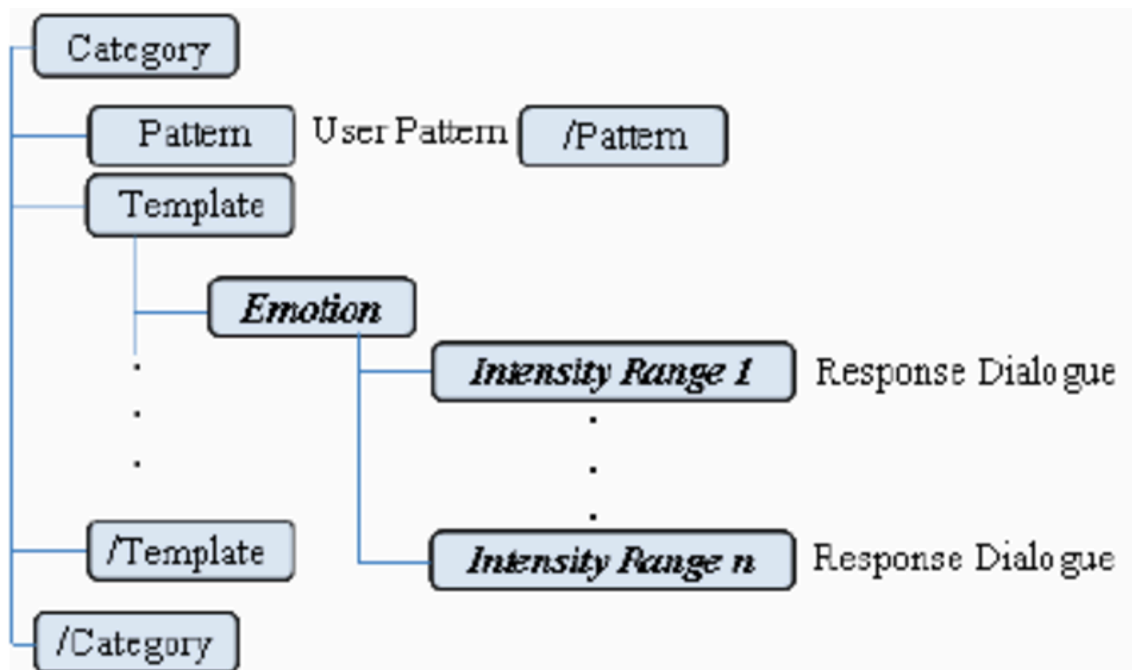 Category
Pattern User Pattern /Pattern
Template
Emotion
Intensity Range 1 Response Dialogue
Intensity Range n Response Dialogue
/Template
/Category